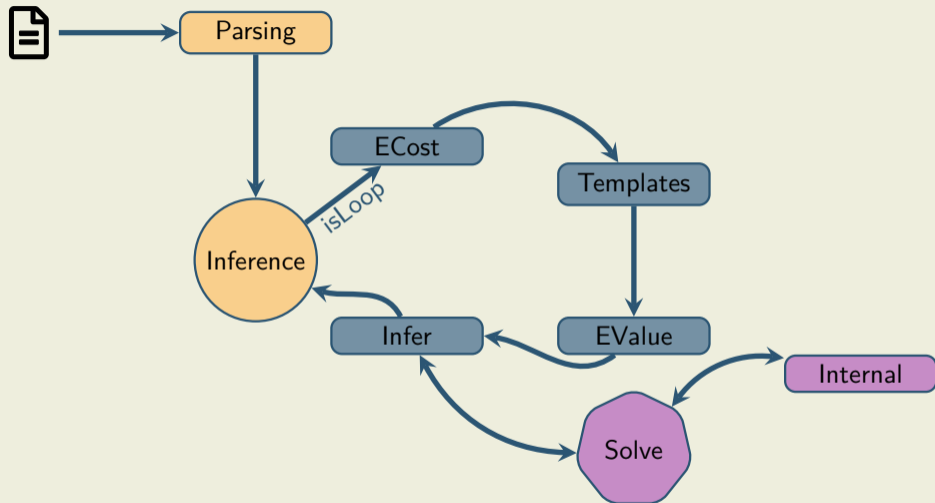 Parsing
ECost
isLoop
Templates
Inference
Infer
EValue
Internal
Solve